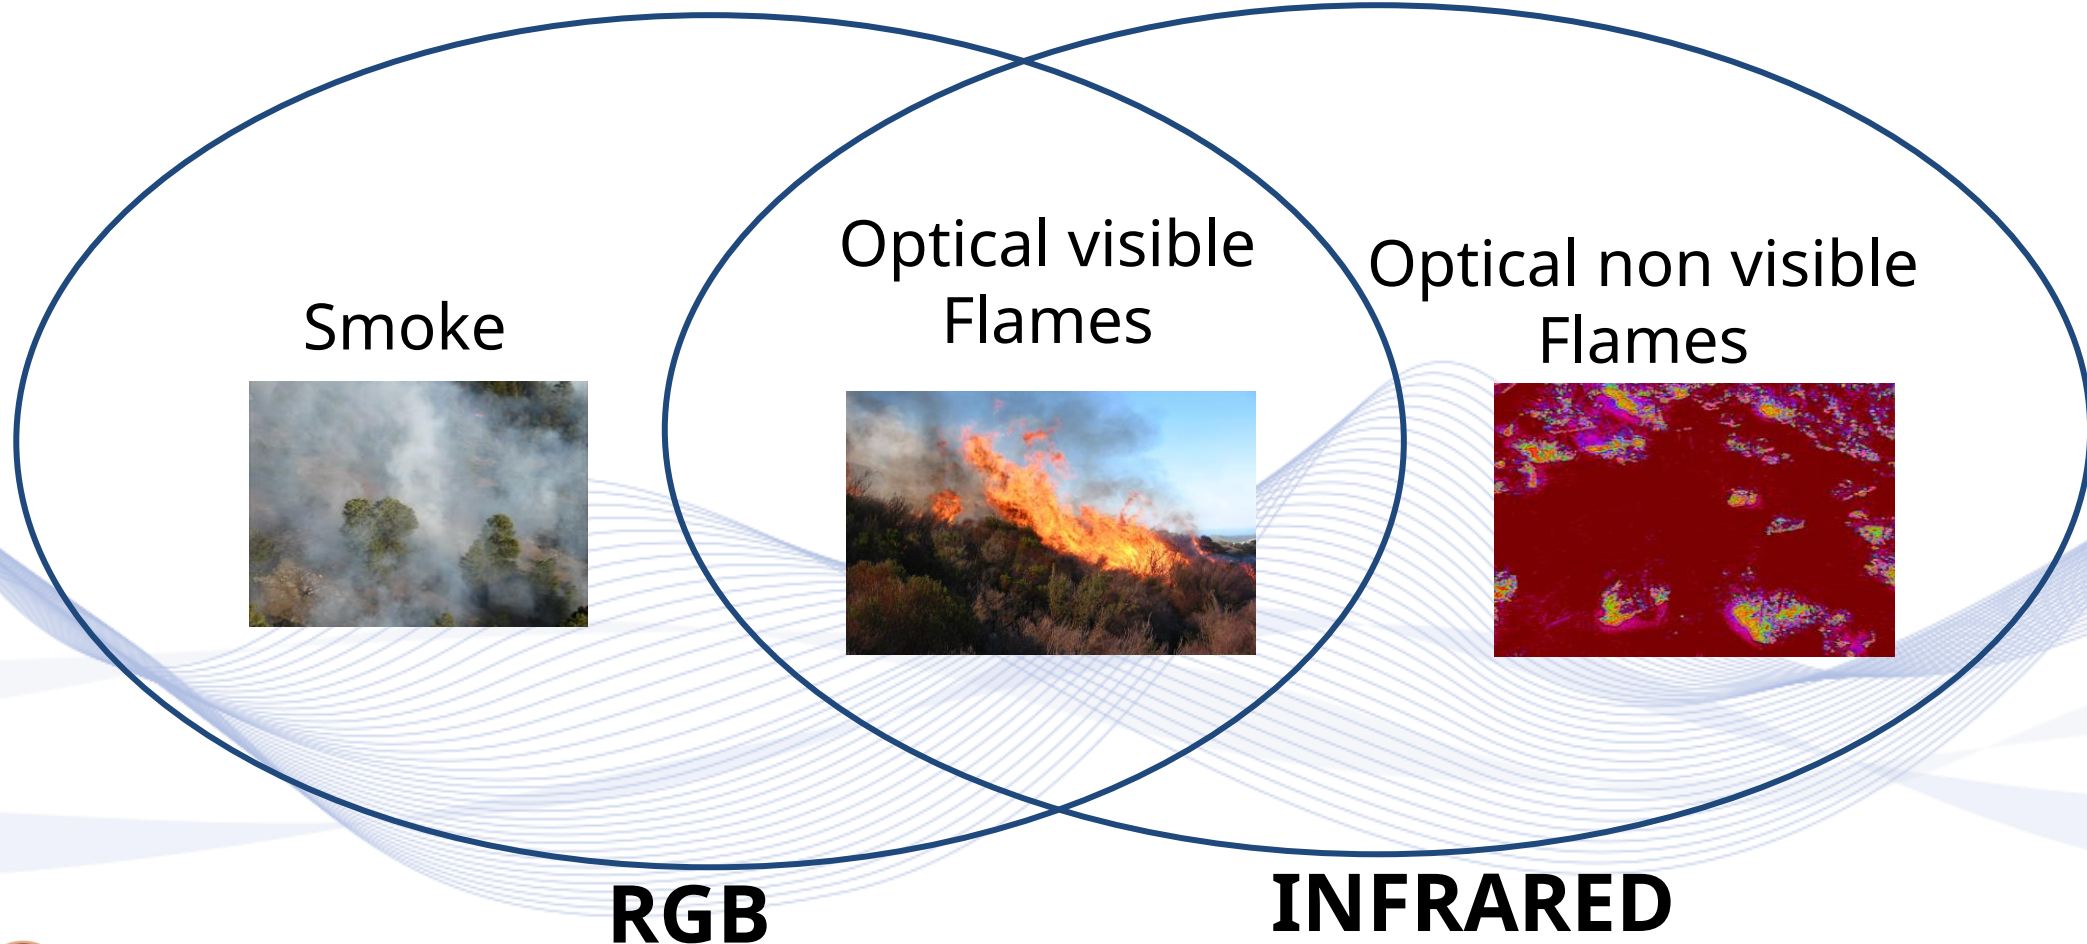 Smoke
Optical visible
Flames
Optical non visible
Flames
RGB
INFRARED